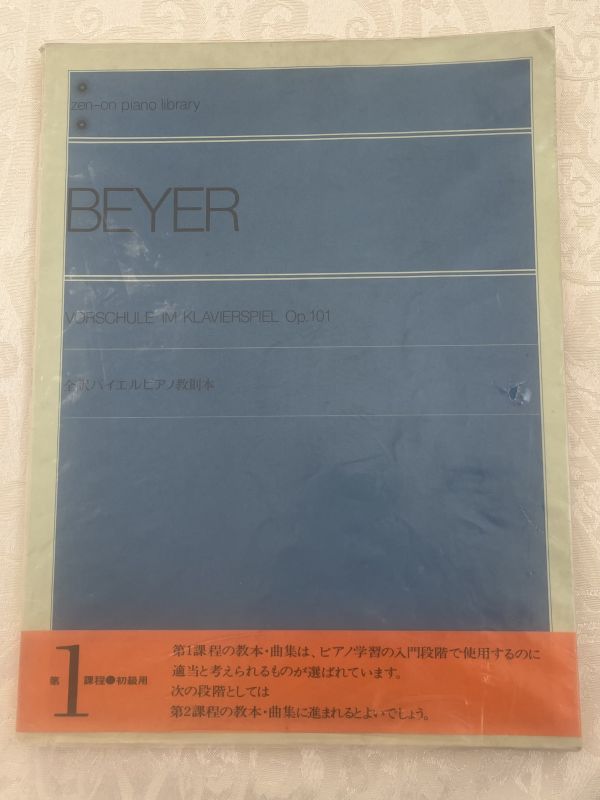 zen-on piano library
BEYER
VORSCHULE IM KLAVIERSPIEL Op.101
全訳バイエルピアノ教則本
第1課程●初級用
第1課程の教本・曲集は、ピアノ学習の入門段階で使用するのに
適当と考えられるものが選ばれています。
次の段階としては
第2課程の教本・曲集に進まれるとよいでしょう。